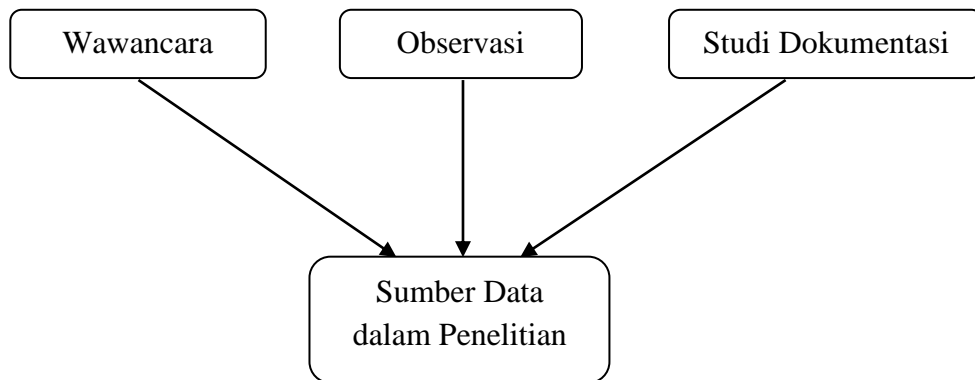 Wawancara
Observasi
Studi Dokumentasi
Sumber Data
dalam Penelitian